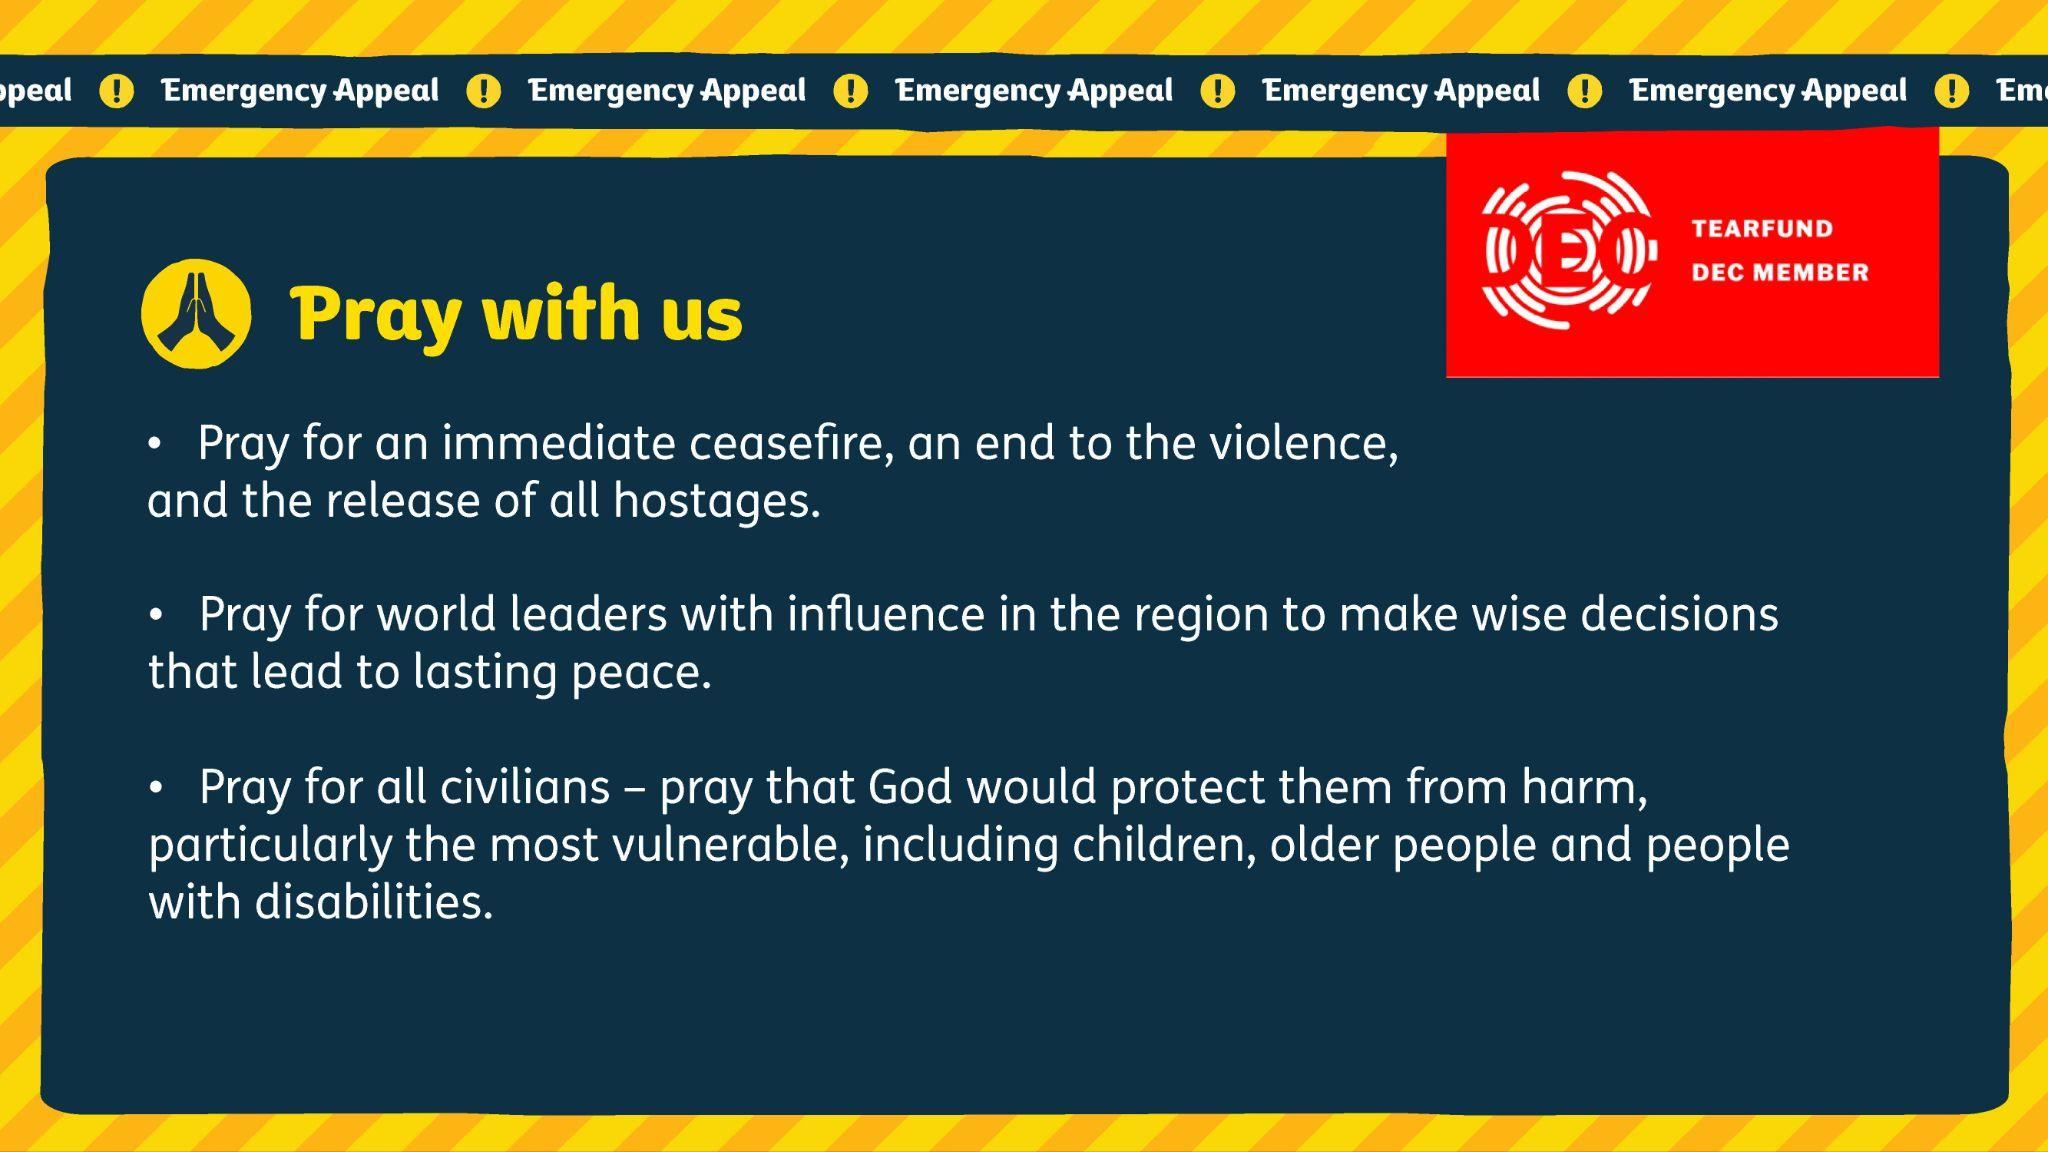 ppeal ! Emergency Appeal ! Emergency Appeal ! Emergency Appeal ! Emergency Appeal ! Emergency Appeal ! Eme
DEC
TEARFUND
DEC MEMBER
Pray with us
• Pray for an immediate ceasefire, an end to the violence,
and the release of all hostages.
• Pray for world leaders with influence in the region to make wise decisions
that lead to lasting peace.
• Pray for all civilians – pray that God would protect them from harm,
particularly the most vulnerable, including children, older people and people
with disabilities.